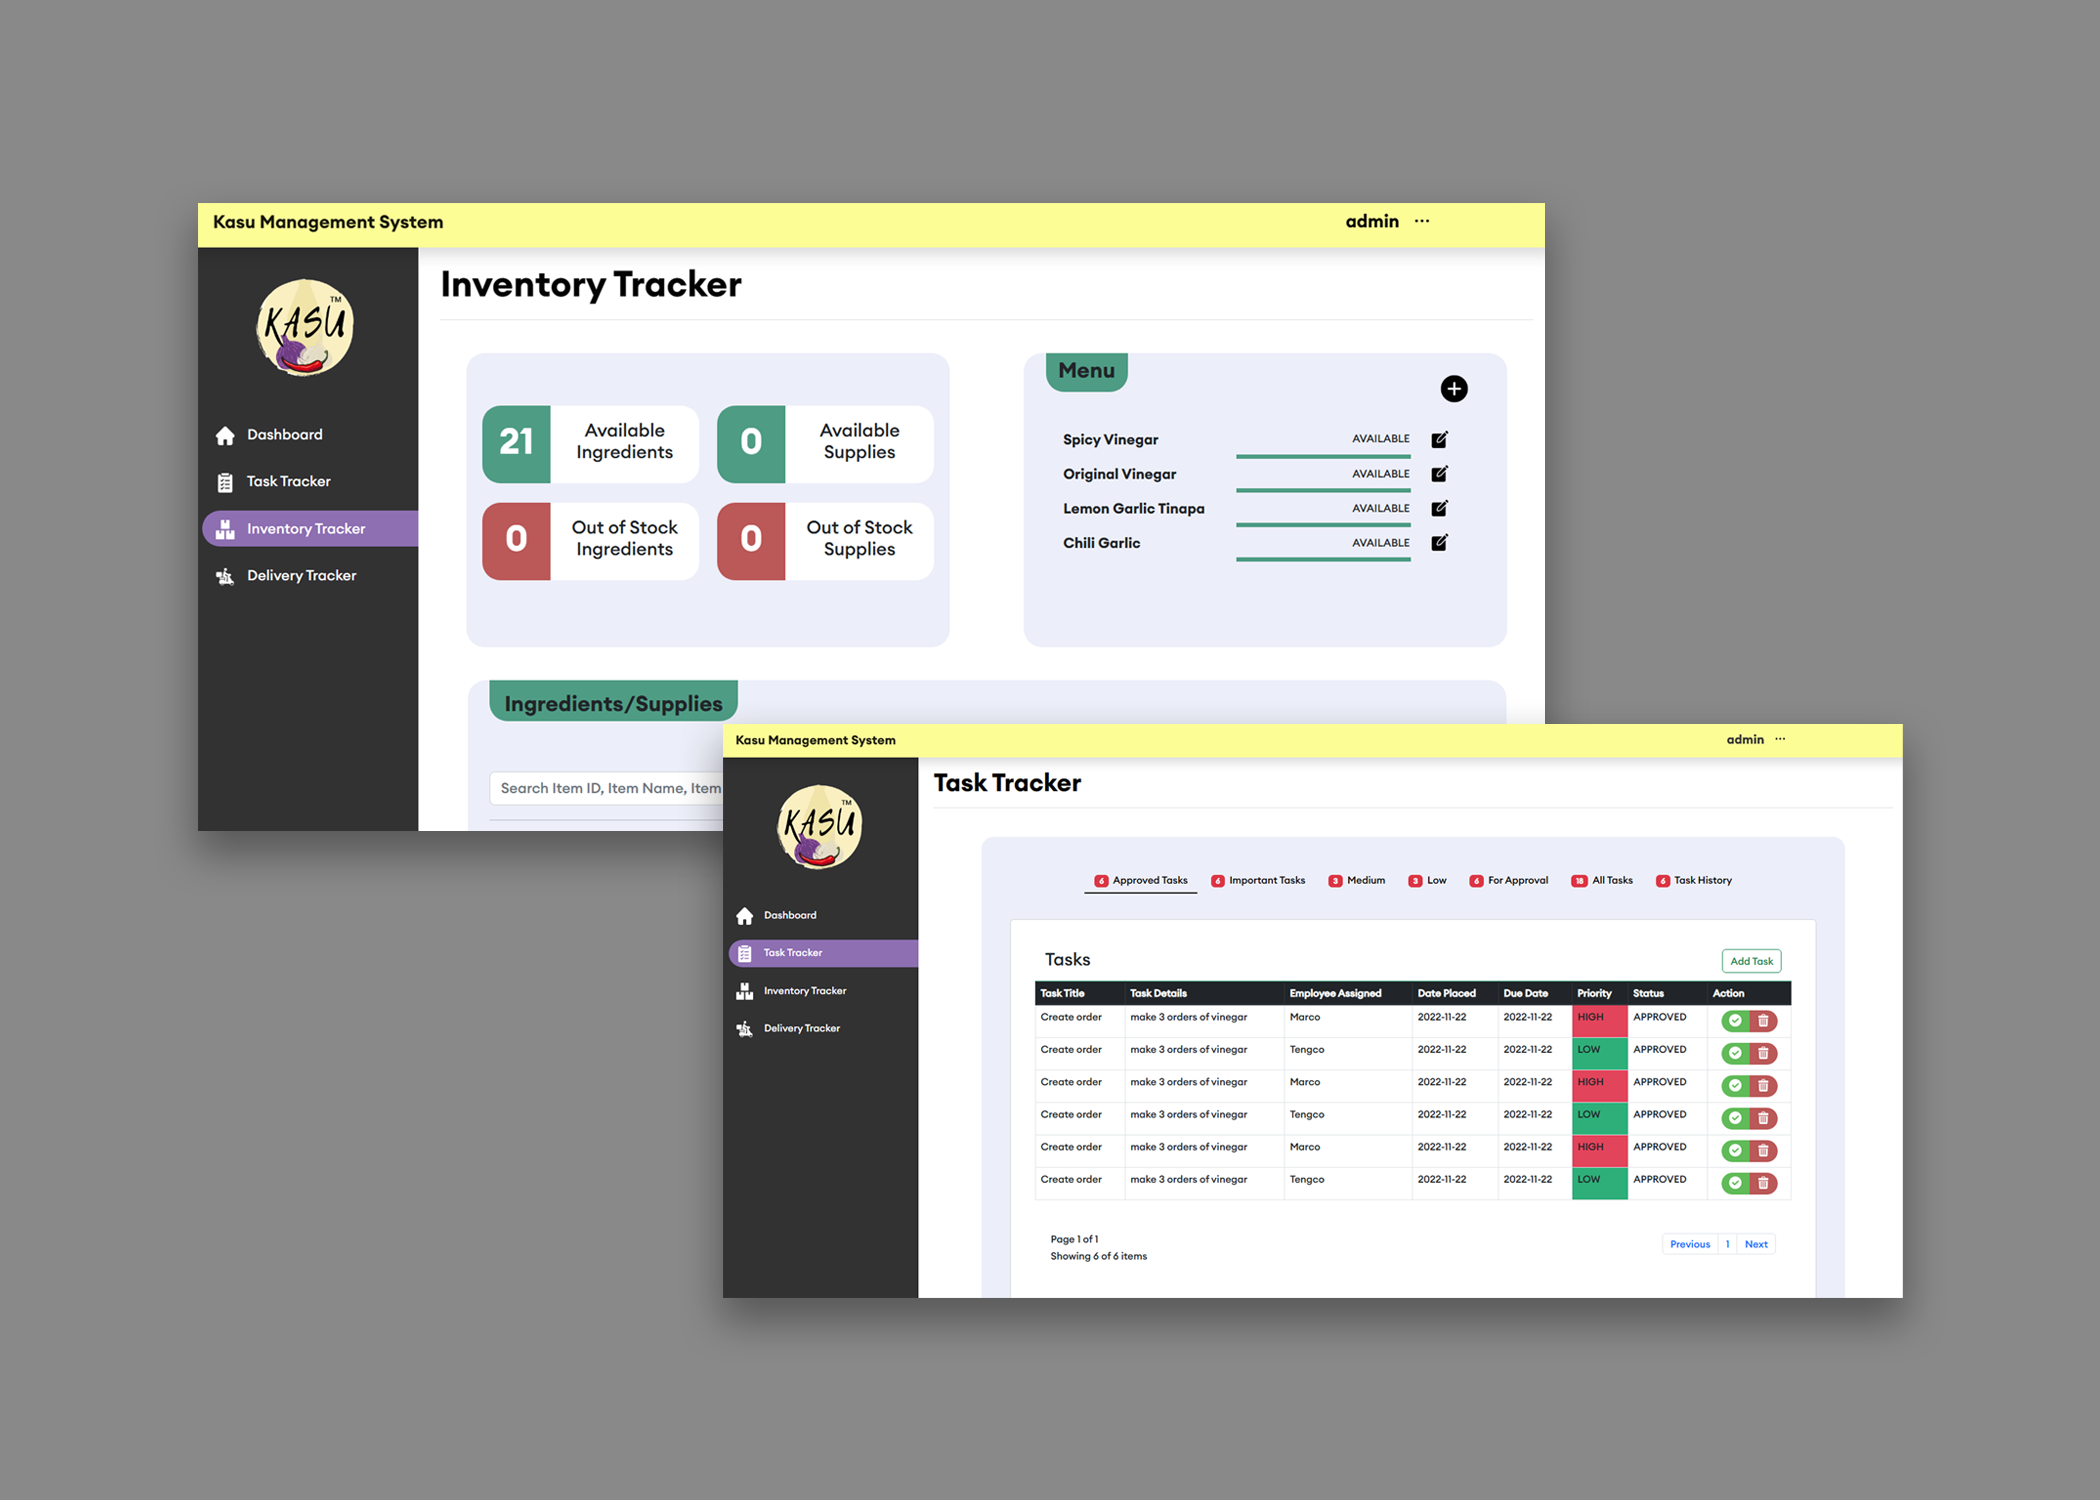 Kasu Management System
admin ...
KASU TM
Dashboard
Task Tracker
Inventory Tracker
Delivery Tracker
Inventory Tracker
21 Available Ingredients
0 Available Supplies
0 Out of Stock Ingredients
0 Out of Stock Supplies
Menu
Spicy Vinegar AVAILABLE
Original Vinegar AVAILABLE
Lemon Garlic Tinapa AVAILABLE
Chili Garlic AVAILABLE
Ingredients/Supplies
Search Item ID, Item Name, Item
Kasu Management System
admin ...
KASU TM
Dashboard
Task Tracker
Inventory Tracker
Delivery Tracker
Task Tracker
6 Approved Tasks 6 Important Tasks 3 Medium 3 Low 6 For Approval 18 All Tasks 6 Task History
Tasks
Add Task
Task Title Task Details Employee Assigned Date Placed Due Date Priority Status Action
Create order make 3 orders of vinegar Marco 2022-11-22 2022-11-22 HIGH APPROVED
Create order make 3 orders of vinegar Tengco 2022-11-22 2022-11-22 LOW APPROVED
Create order make 3 orders of vinegar Marco 2022-11-22 2022-11-22 HIGH APPROVED
Create order make 3 orders of vinegar Tengco 2022-11-22 2022-11-22 LOW APPROVED
Create order make 3 orders of vinegar Marco 2022-11-22 2022-11-22 HIGH APPROVED
Create order make 3 orders of vinegar Tengco 2022-11-22 2022-11-22 LOW APPROVED
Page 1 of 1
Showing 6 of 6 items
Previous 1 Next